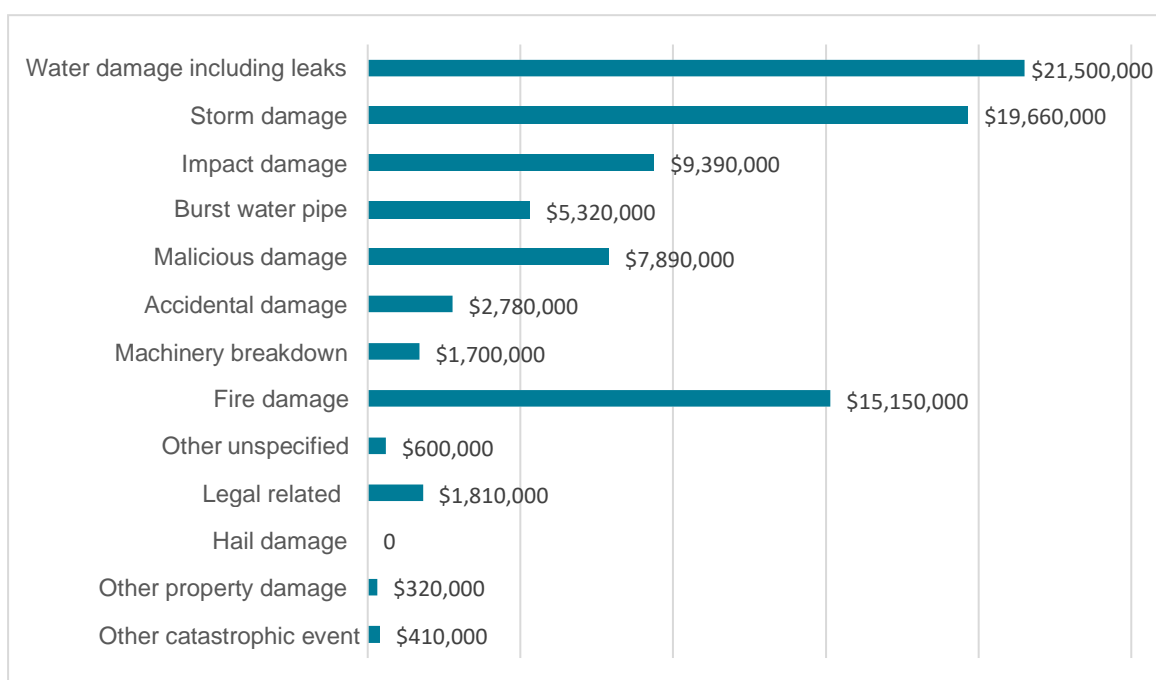 Water damage including leaks $21,500,000
Storm damage $19,660,000
Impact damage $9,390,000
Burst water pipe $5,320,000
Malicious damage $7,890,000
Accidental damage $2,780,000
Machinery breakdown $1,700,000
Fire damage $15,150,000
Other unspecified $600,000
Legal related $1,810,000
Hail damage 0
Other property damage $320,000
Other catastrophic event $410,000